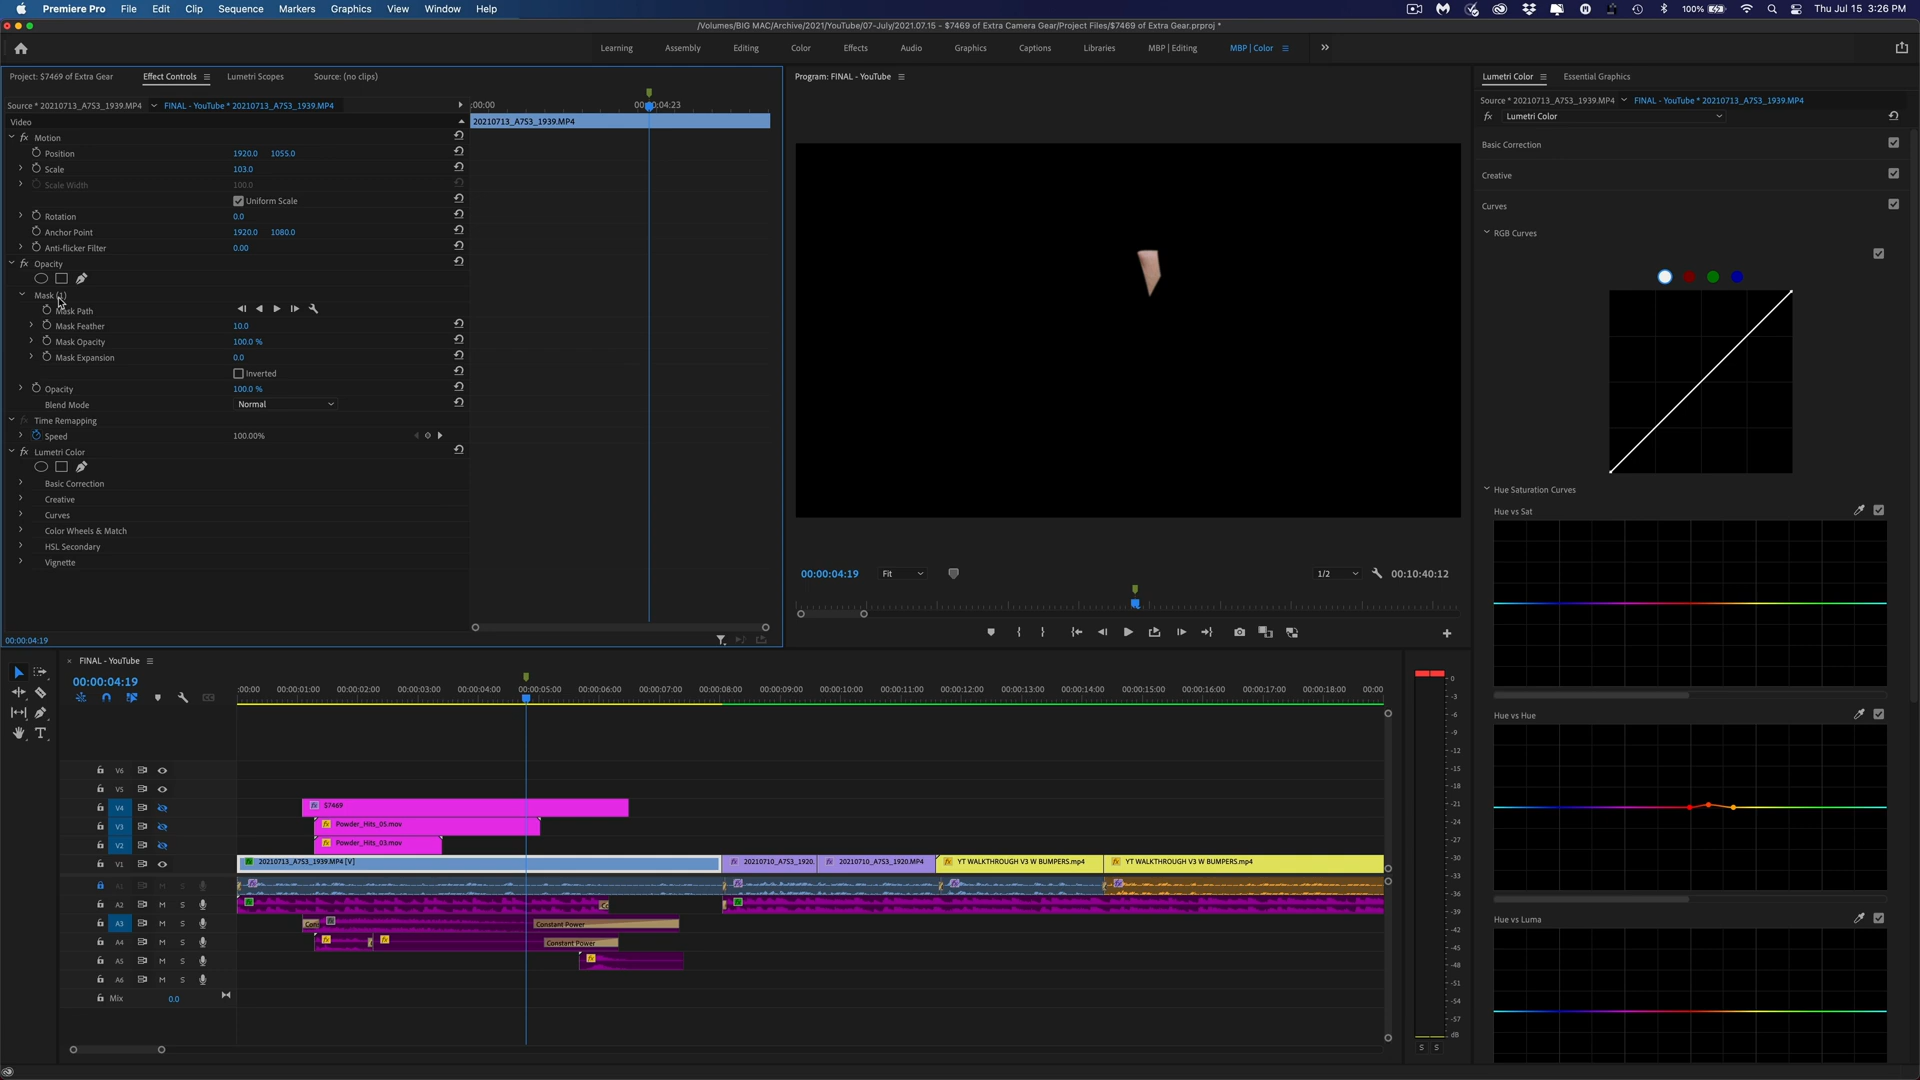 Premiere Pro File Edit Clip Sequence Markers Graphics View Window Help 100% Thu Jul 15 3:26 PM
/Volumes/BIG MAC/Archive/2021/YouTube/07-July/2021.07.15 - $7469 of Extra Camera Gear/Project Files/$7469 of Extra Gear.prproj *
Learning Assembly Editing Color Effects Audio Graphics Captions Libraries MBP | Editing MBP | Color
Project: $7469 of Extra Gear Effect Controls Lumetri Scopes Source: (no clips)
Source * 20210713_A7S3_1939.MP4 FINAL - YouTube * 20210713_A7S3_1939.MP4
:00:00 00:00:04:23
Video 20210713_A7S3_1939.MP4
fx Motion
Position 1920.0 1055.0
Scale 103.0
Scale Width 100.0
Uniform Scale
Rotation 0.0
Anchor Point 1920.0 1080.0
Anti-flicker Filter 0.00
fx Opacity
Mask (1)
Mask Path
Mask Feather 10.0
Mask Opacity 100.0 %
Mask Expansion 0.0
Inverted
Opacity 100.0 %
Blend Mode Normal
fx Time Remapping
Speed 100.00%
fx Lumetri Color
Basic Correction
Creative
Curves
Color Wheels & Match
HSL Secondary
Vignette
00:00:04:19
Program: FINAL - YouTube
00:00:04:19 Fit 1/2 00:10:40:12
Lumetri Color Essential Graphics
Source * 20210713_A7S3_1939.MP4 FINAL - YouTube * 20210713_A7S3_1939.MP4
fx Lumetri Color
Basic Correction
Creative
Curves
RGB Curves
Hue Saturation Curves
Hue vs Sat
Hue vs Hue
Hue vs Luma
FINAL - YouTube
00:00:04:19
:00:00 00:00:01:00 00:00:02:00 00:00:03:00 00:00:04:00 00:00:05:00 00:00:06:00 00:00:07:00 00:00:08:00 00:00:09:00 00:00:10:00 00:00:11:00 00:00:12:00 00:00:13:00 00:00:14:00 00:00:15:00 00:00:16:00 00:00:17:00 00:00:18:00 00:00
V6
V5
V4 fx $7469
V3 fx Powder_Hits_05.mov
V2 fx Powder_Hits_03.mov
V1 fx 20210713_A7S3_1939.MP4 [V] fx 20210710_A7S3_1920. fx 20210710_A7S3_1920.MP4 fx YT WALKTHROUGH V3 W BUMPERS.mp4 fx YT WALKTHROUGH V3 W BUMPERS.mp4
A1 M S
A2 M S
A3 M S Constant Power
A4 M S Constant Power
A5 M S
A6 M S
Mix 0.0
0
-3
-6
-9
-12
-15
-18
-21
-24
-27
-30
-33
-36
-39
-42
-45
-48
-51
-54
-57
dB
S S